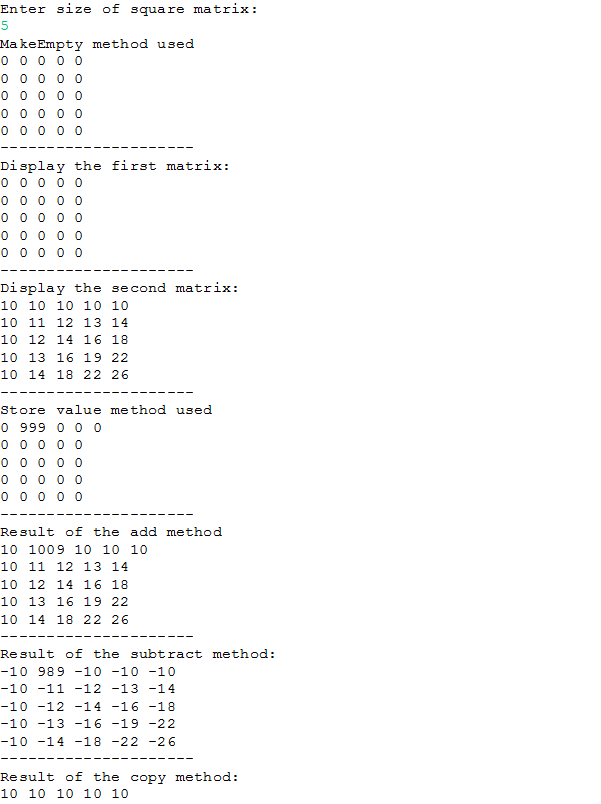 Enter size of square matrix:
5
MakeEmpty method used
0 0 0 0 0
0 0 0 0 0
0 0 0 0 0
0 0 0 0 0
0 0 0 0 0
---------------------
Display the first matrix:
0 0 0 0 0
0 0 0 0 0
0 0 0 0 0
0 0 0 0 0
0 0 0 0 0
---------------------
Display the second matrix:
10 10 10 10 10
10 11 12 13 14
10 12 14 16 18
10 13 16 19 22
10 14 18 22 26
---------------------
Store value method used
0 999 0 0 0
0 0 0 0 0
0 0 0 0 0
0 0 0 0 0
0 0 0 0 0
---------------------
Result of the add method
10 1009 10 10 10
10 11 12 13 14
10 12 14 16 18
10 13 16 19 22
10 14 18 22 26
---------------------
Result of the subtract method:
-10 989 -10 -10 -10
-10 -11 -12 -13 -14
-10 -12 -14 -16 -18
-10 -13 -16 -19 -22
-10 -14 -18 -22 -26
---------------------
Result of the copy method:
10 10 10 10 10